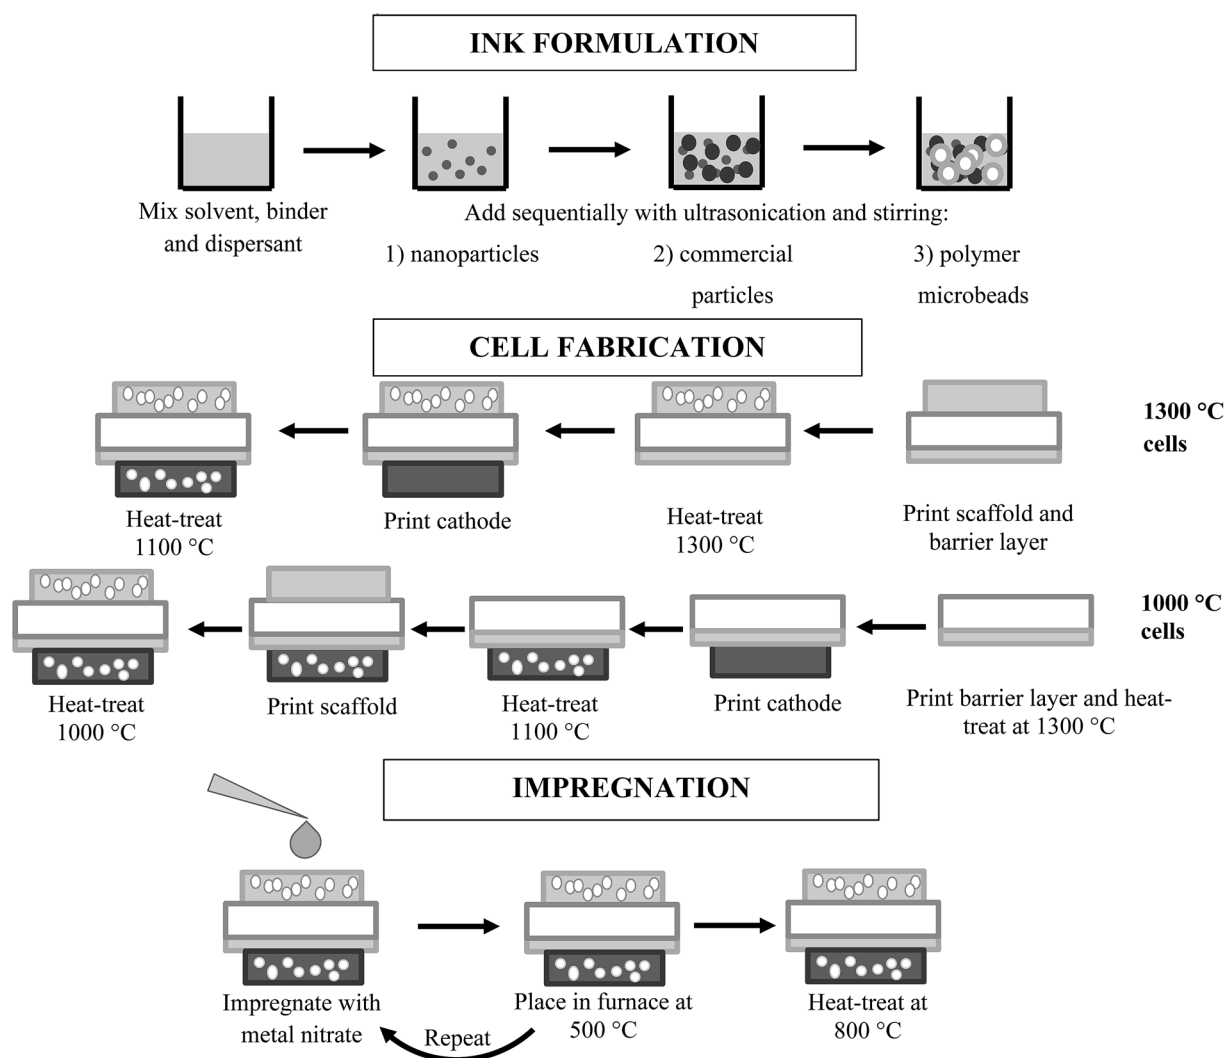 INK FORMULATION
Mix solvent, binder
and dispersant
Add sequentially with ultrasonication and stirring:
1) nanoparticles
2) commercial
particles
3) polymer
microbeads
CELL FABRICATION
1300 °C
cells
Print scaffold and
barrier layer
Heat-treat
1300 °C
Print cathode
Heat-treat
1100 °C
1000 °C
cells
Print barrier layer and heat-
treat at 1300 °C
Print cathode
Heat-treat
1100 °C
Print scaffold
Heat-treat
1000 °C
IMPREGNATION
Impregnate with
metal nitrate
Repeat
Place in furnace at
500 °C
Heat-treat at
800 °C